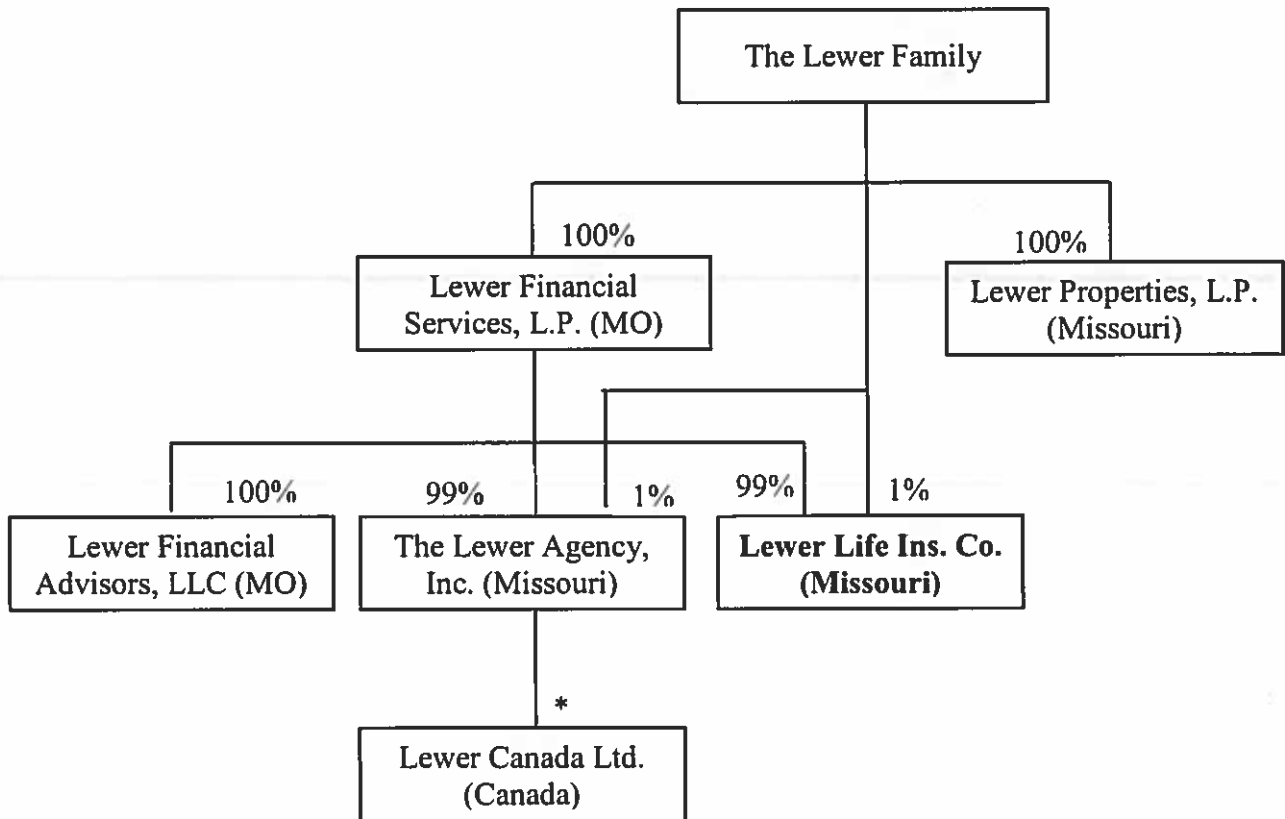 The Lewer Family
100%
100%
Lewer Financial
Services, L.P. (MO)
Lewer Properties, L.P.
(Missouri)
100%
99%
1%
99%
1%
Lewer Financial
Advisors, LLC (MO)
The Lewer Agency,
Inc. (Missouri)
Lewer Life Ins. Co.
(Missouri)
*
Lewer Canada Ltd.
(Canada)